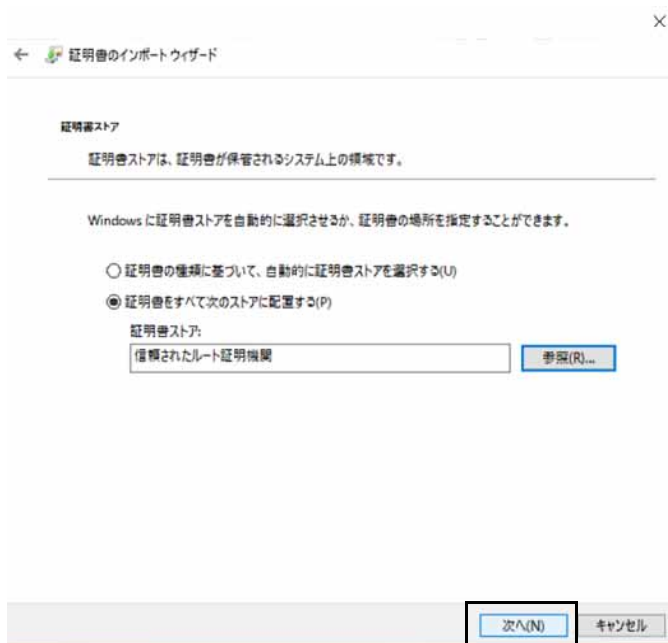 証明書のインポート ウィザード
証明書ストア
証明書ストアは、証明書が保管されるシステム上の領域です。
Windows に証明書ストアを自動的に選択させるか、証明書の場所を指定することができます。
証明書の種類に基づいて、自動的に証明書ストアを選択する(U)
証明書をすべて次のストアに配置する(P)
証明書ストア:
信頼されたルート証明機関
参照(R)...
次へ(N)
キャンセル